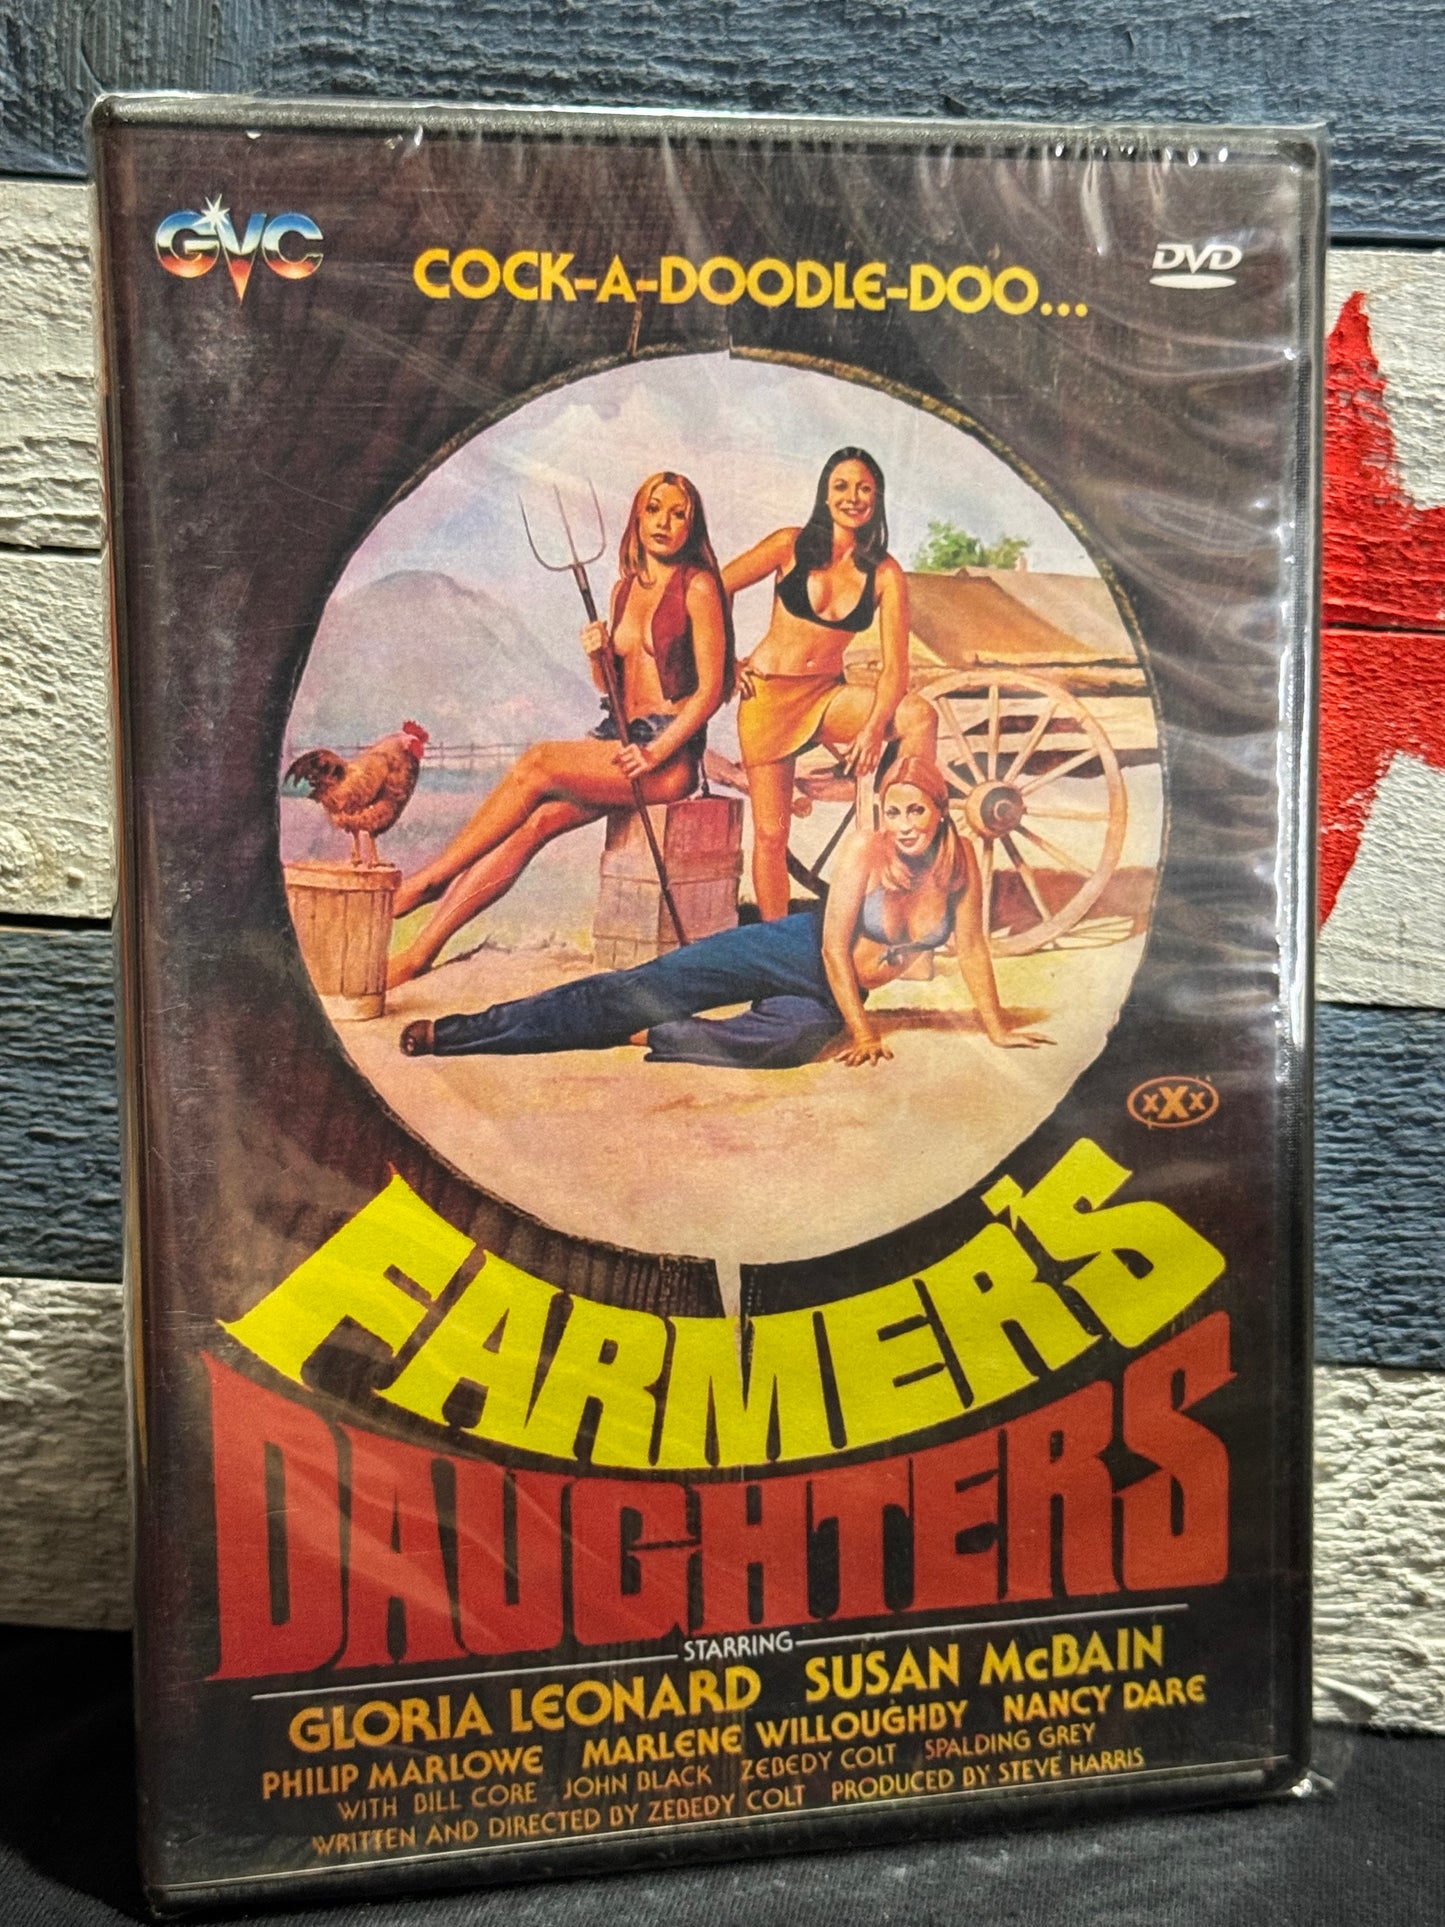 GVC
DVD
COCK-A-DOODLE-DOO...
xXx
FARMER'S
DAUGHTERS
STARRING
GLORIA LEONARD SUSAN McBAIN
PHILIP MARLOWE MARLENE WILLOUGHBY NANCY DARE
WITH BILL CORE JOHN BLACK ZEBEDY COLT SPALDING GREY
WRITTEN AND DIRECTED BY ZEBEDY COLT PRODUCED BY STEVE HARRIS